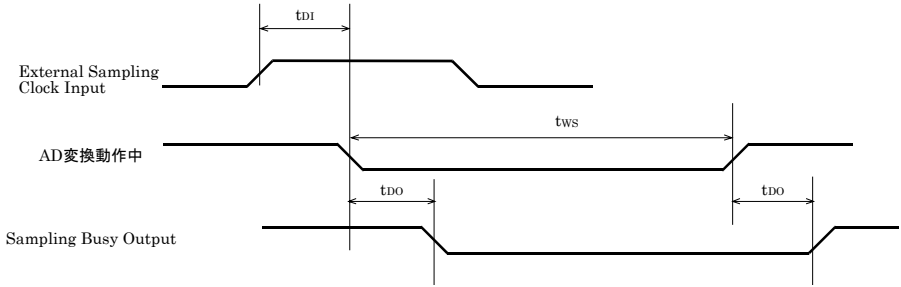 tDI
External Sampling
Clock Input
tWS
AD変換動作中
tDO
tDO
Sampling Busy Output